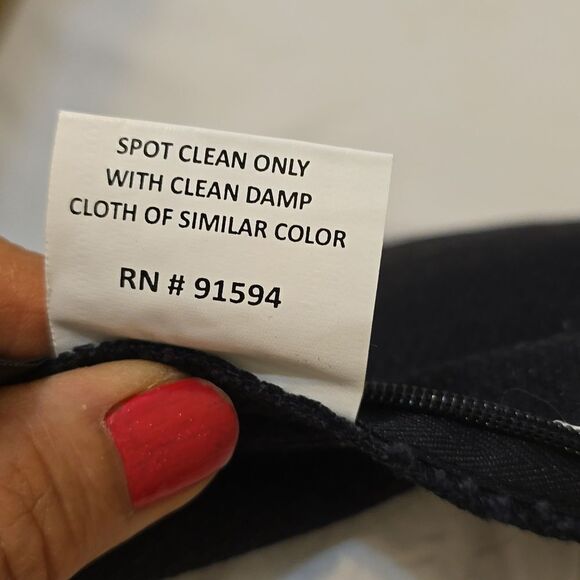 SPOT CLEAN ONLY
WITH CLEAN DAMP
CLOTH OF SIMILAR COLOR
RN # 91594